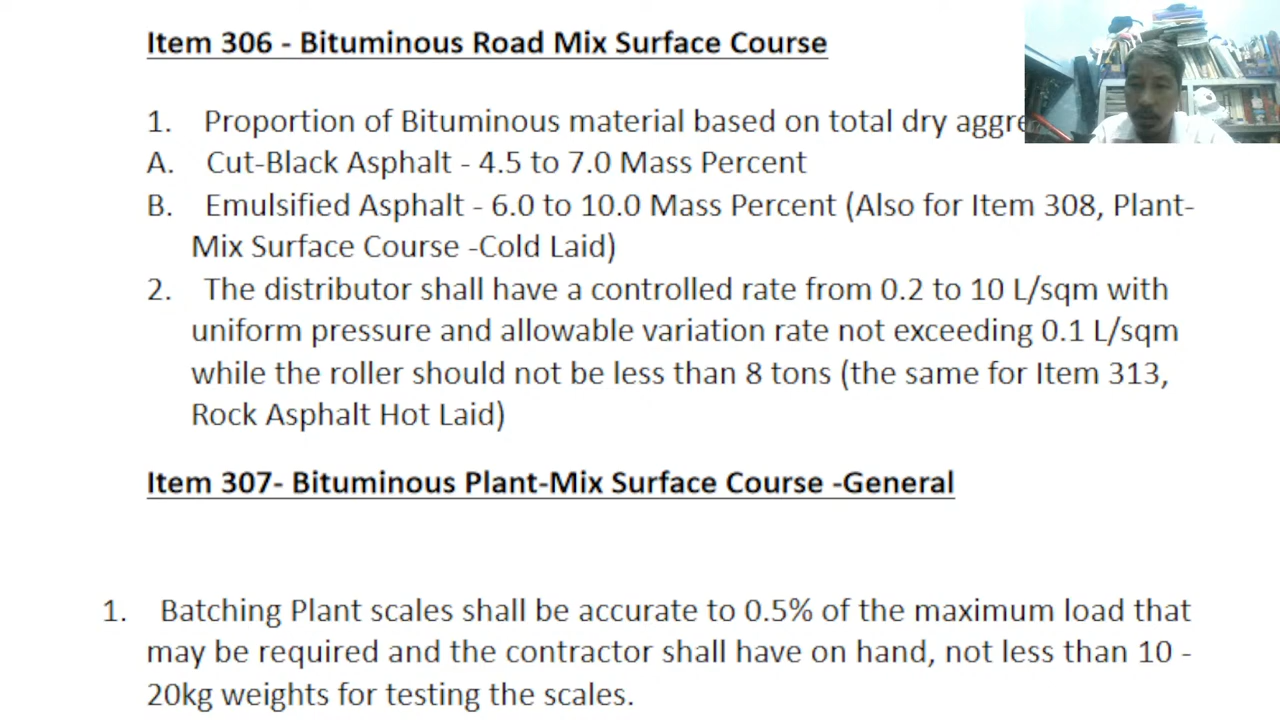 Item 306 - Bituminous Road Mix Surface Course
1. Proportion of Bituminous material based on total dry
A. Cut-Black Asphalt - 4.5 to 7.0 Mass Percent
B. Emulsified Asphalt - 6.0 to 10.0 Mass Percent (Also for Item 308, Plant-
Mix Surface Course -Cold Laid)
2. The distributor shall have a controlled rate from 0.2 to 10 L/sqm with
uniform pressure and allowable variation rate not exceeding 0.1 L/sqm
while the roller should not be less than 8 tons (the same for Item 313,
Rock Asphalt Hot Laid)
Item 307- Bituminous Plant-Mix Surface Course -General
1. Batching Plant scales shall be accurate to 0.5% of the maximum load that
may be required and the contractor shall have on hand, not less than 10 -
20kg weights for testing the scales.